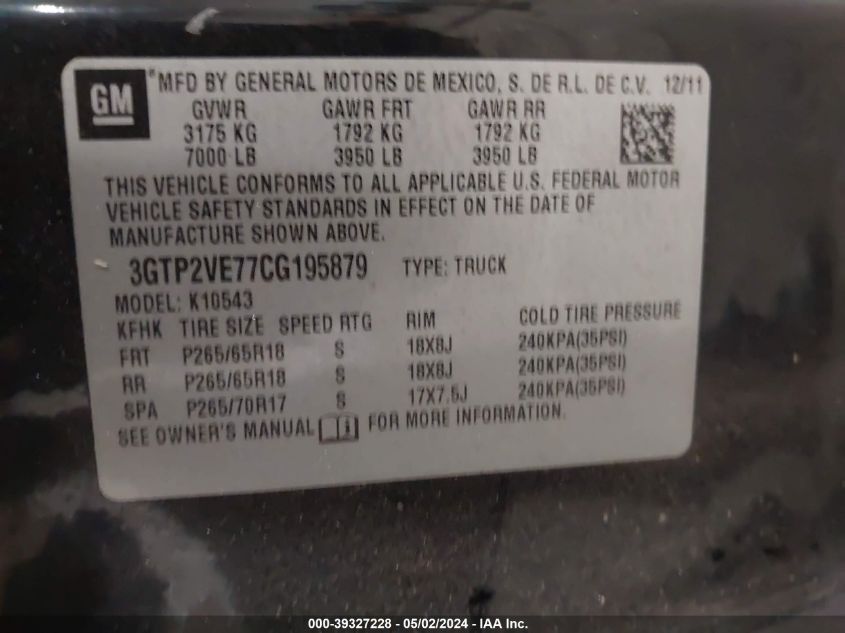 GM
MFD BY GENERAL MOTORS DE MEXICO, S. DE R.L. DE C.V. 12/11
GVWR GAWR FRT GAWR RR
3175 KG 1792 KG 1792 KG
7000 LB 3950 LB 3950 LB
THIS VEHICLE CONFORMS TO ALL APPLICABLE U.S. FEDERAL MOTOR
VEHICLE SAFETY STANDARDS IN EFFECT ON THE DATE OF
MANUFACTURE SHOWN ABOVE.
3GTP2VE77CG195879 TYPE: TRUCK
MODEL: K10543
KFHK TIRE SIZE SPEED RTG RIM COLD TIRE PRESSURE
FRT P265/65R18 S 18X8J 240KPA(35PSI)
RR P265/65R18 S 18X8J 240KPA(35PSI)
SPA P265/70R17 S 17X7.5J 240KPA(35PSI)
SEE OWNER'S MANUAL FOR MORE INFORMATION.
000-39327228 - 05/02/2024 - IAA Inc.